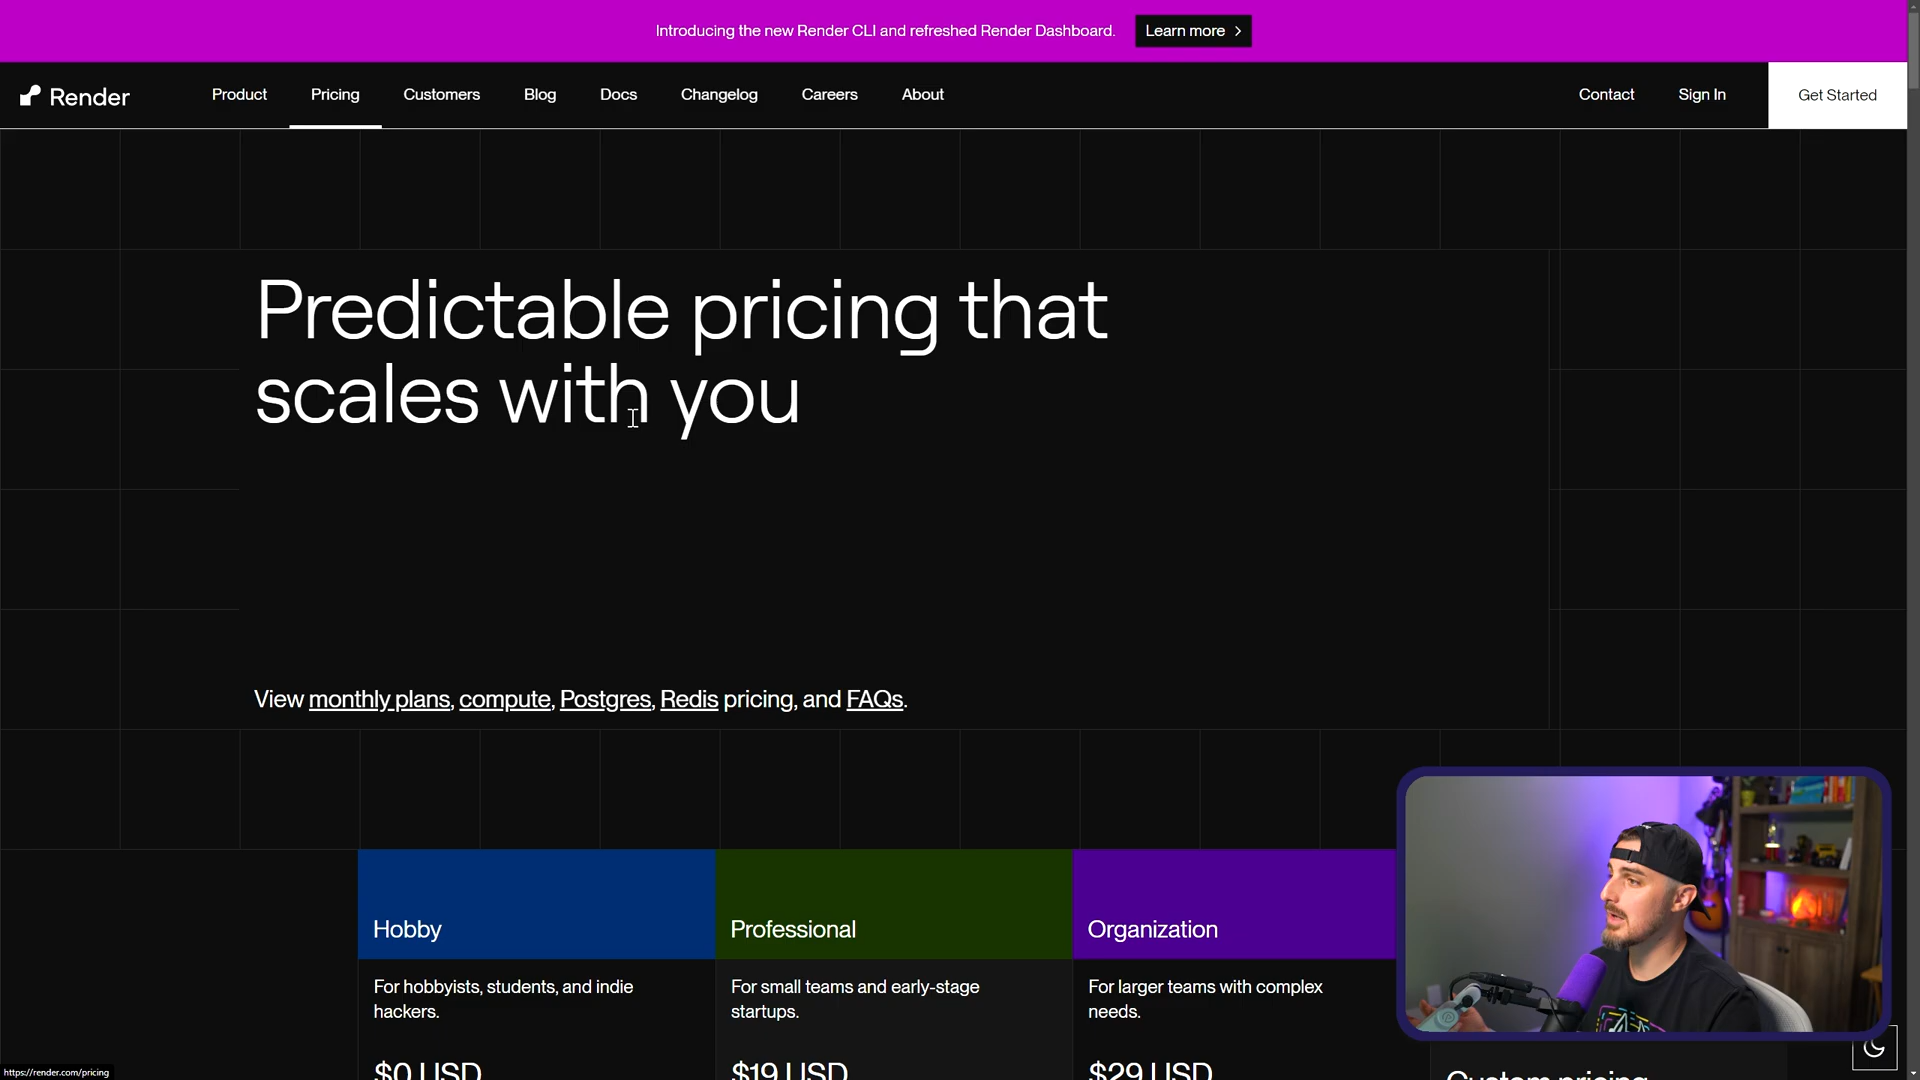 Introducing the new Render CLI and refreshed Render Dashboard.
Learn more
Render
Product
Pricing
Customers
Blog
Docs
Changelog
Careers
About
Contact
Sign In
Get Started
Predictable pricing that
scales with you
View monthly plans, compute, Postgres, Redis pricing, and FAQs.
Hobby
For hobbyists, students, and indie
hackers.
$0 USD
Professional
For small teams and early-stage
startups.
$19 USD
Organization
For larger teams with complex
needs.
$29 USD
Custom pricing
https://render.com/pricing